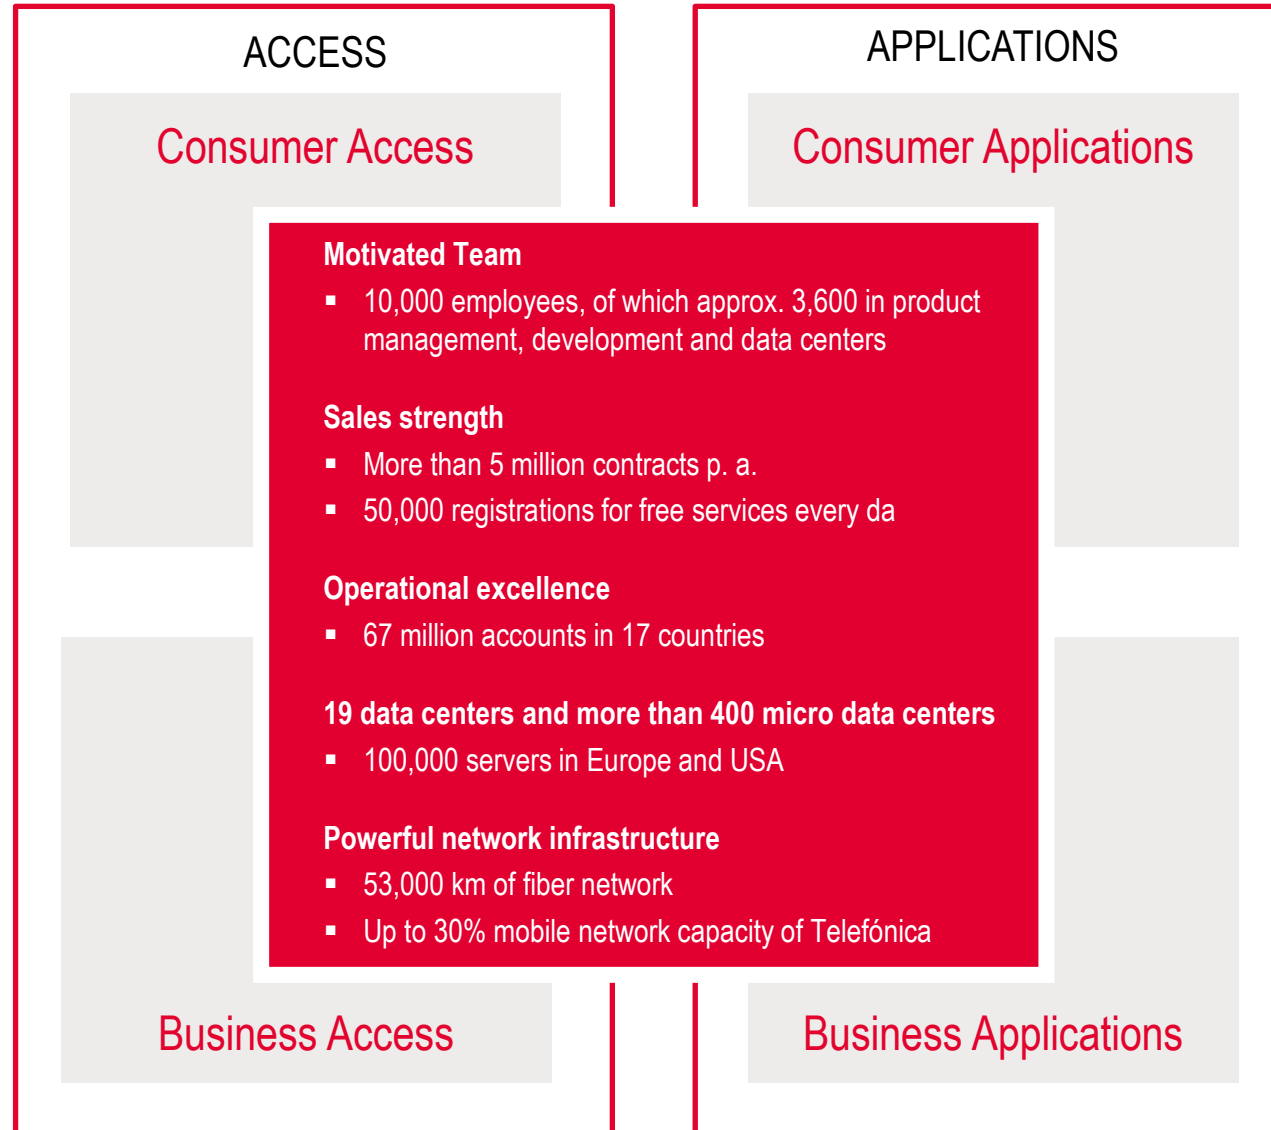 ACCESS
APPLICATIONS
Consumer Access
Consumer Applications
Motivated Team
▪ 10,000 employees, of which approx. 3,600 in product
management, development and data centers
Sales strength
▪ More than 5 million contracts p. a.
▪ 50,000 registrations for free services every da
Operational excellence
▪ 67 million accounts in 17 countries
19 data centers and more than 400 micro data centers
▪ 100,000 servers in Europe and USA
Powerful network infrastructure
▪ 53,000 km of fiber network
▪ Up to 30% mobile network capacity of Telefónica
Business Access
Business Applications